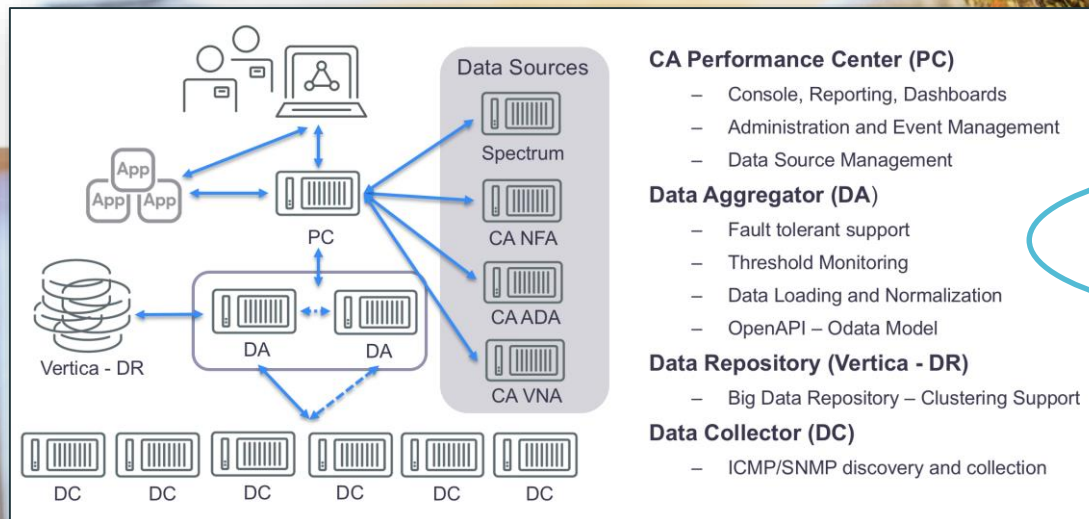 Data Sources
Spectrum
App
App
App
PC
CA NFA
CA ADA
Vertica - DR
DA
DA
CA VNA
DC
DC
DC
DC
DC
DC
CA Performance Center (PC)
– Console, Reporting, Dashboards
– Administration and Event Management
– Data Source Management
Data Aggregator (DA)
– Fault tolerant support
– Threshold Monitoring
– Data Loading and Normalization
– OpenAPI – Odata Model
Data Repository (Vertica - DR)
– Big Data Repository – Clustering Support
Data Collector (DC)
– ICMP/SNMP discovery and collection